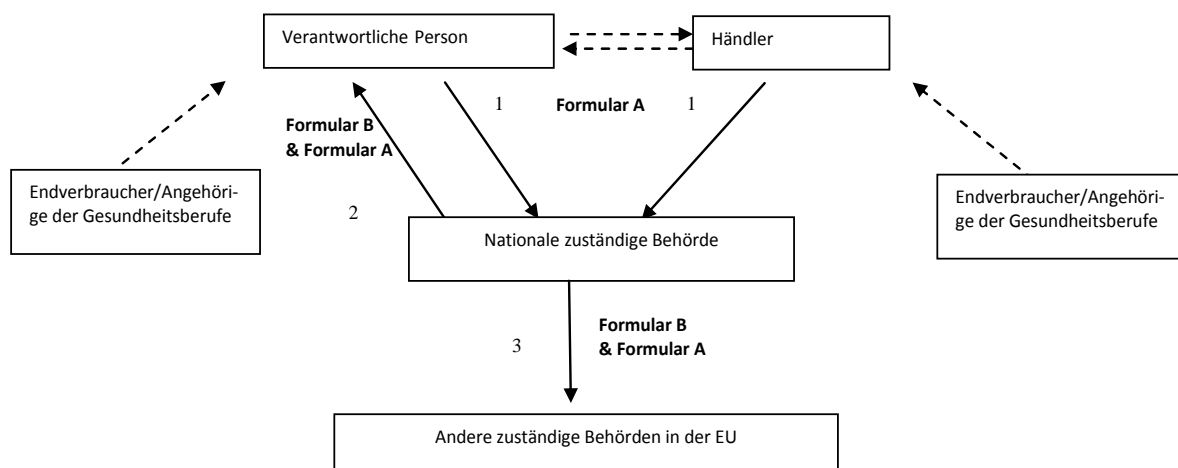 Verantwortliche Person
Händler
1
Formular A
1
Formular B
& Formular A
Endverbraucher/Angehöri-
ge der Gesundheitsberufe
Endverbraucher/Angehöri-
ge der Gesundheitsberufe
2
Nationale zuständige Behörde
Formular B
& Formular A
3
Andere zuständige Behörden in der EU